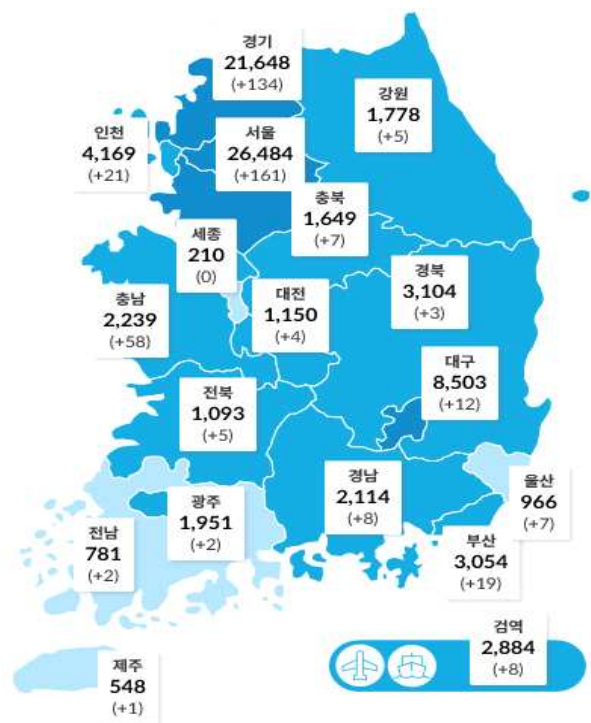 경기
21,648
(+134)
강원
1,778
(+5)
인천
4,169
(+21)
서울
26,484
(+161)
충북
1,649
(+7)
세종
210
(0)
경북
3,104
(+3)
대전
1,150
(+4)
충남
2,239
(+58)
대구
8,503
(+12)
전북
1,093
(+5)
경남
2,114
(+8)
울산
966
(+7)
광주
1,951
(+2)
전남
781
(+2)
부산
3,054
(+19)
검역
2,884
(+8)
제주
548
(+1)